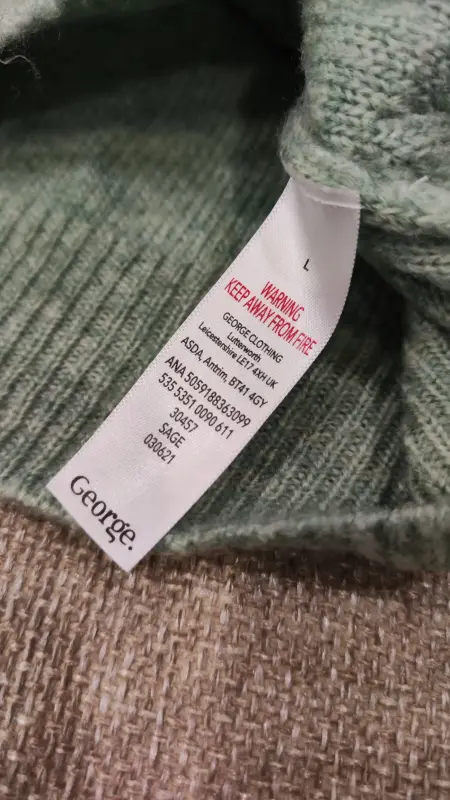 L
WARNING
KEEP AWAY FROM FIRE
GEORGE CLOTHING
Lutterworth
Leicestershire LE17 4XH UK
ASDA, Antrim, BT41 4GY
ANA 5059188363099
535 5351 0090 611
30457
SAGE
030621
George.